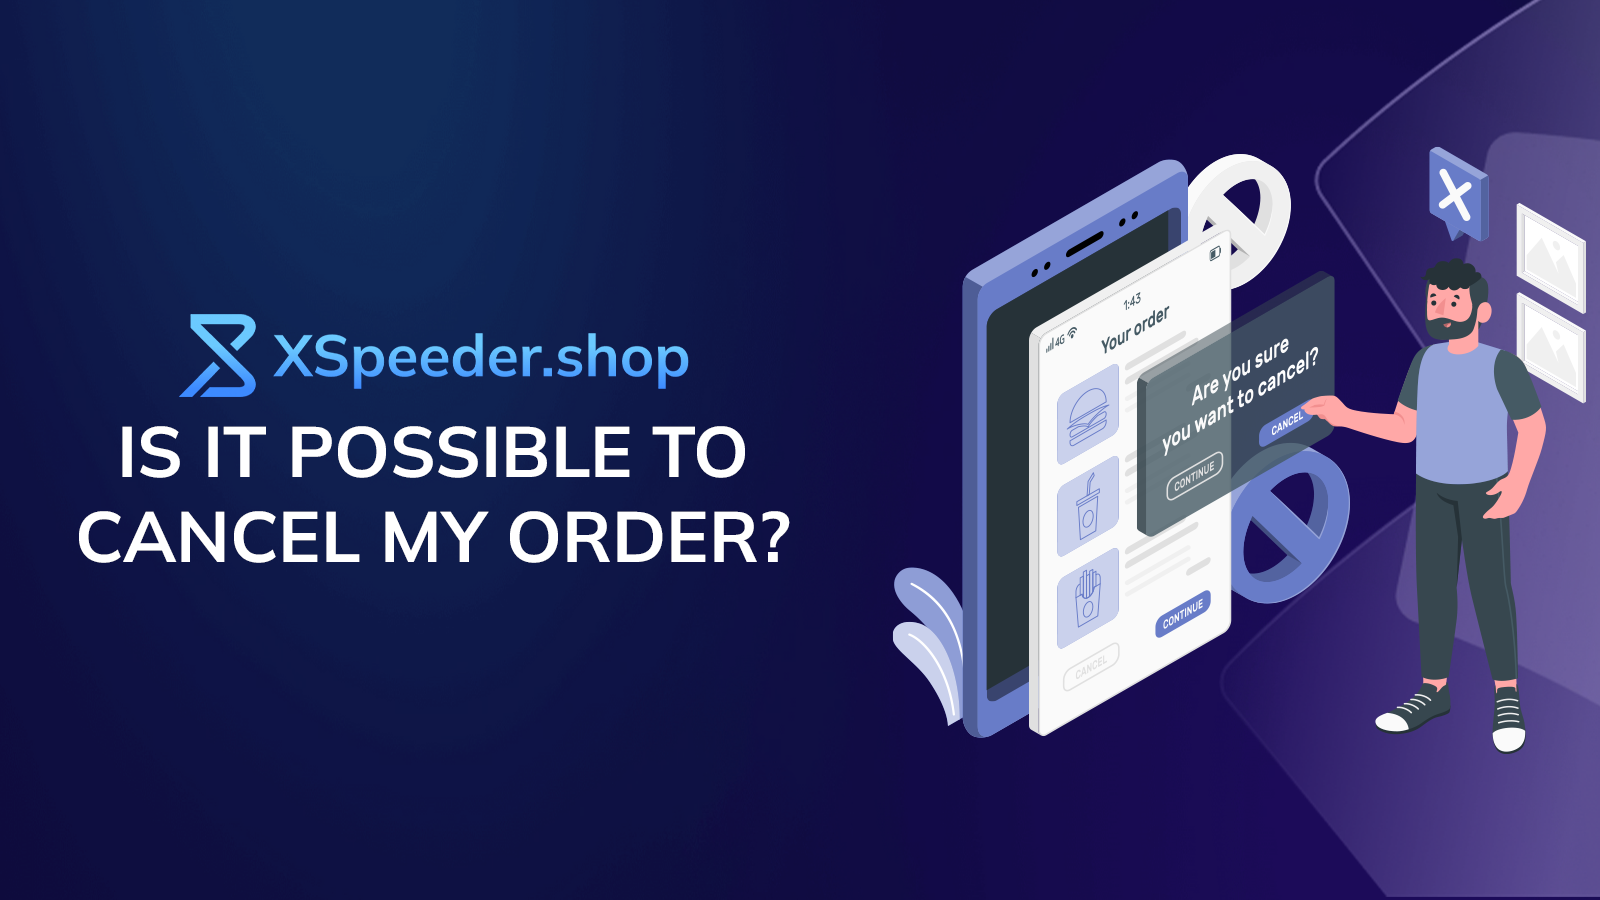 XSpeeder.shop
IS IT POSSIBLE TO
CANCEL MY ORDER?
4G
1:43
Your order
Are you sure
you want to cancel?
CANCEL
CONTINUE
CONTINUE
CANCEL